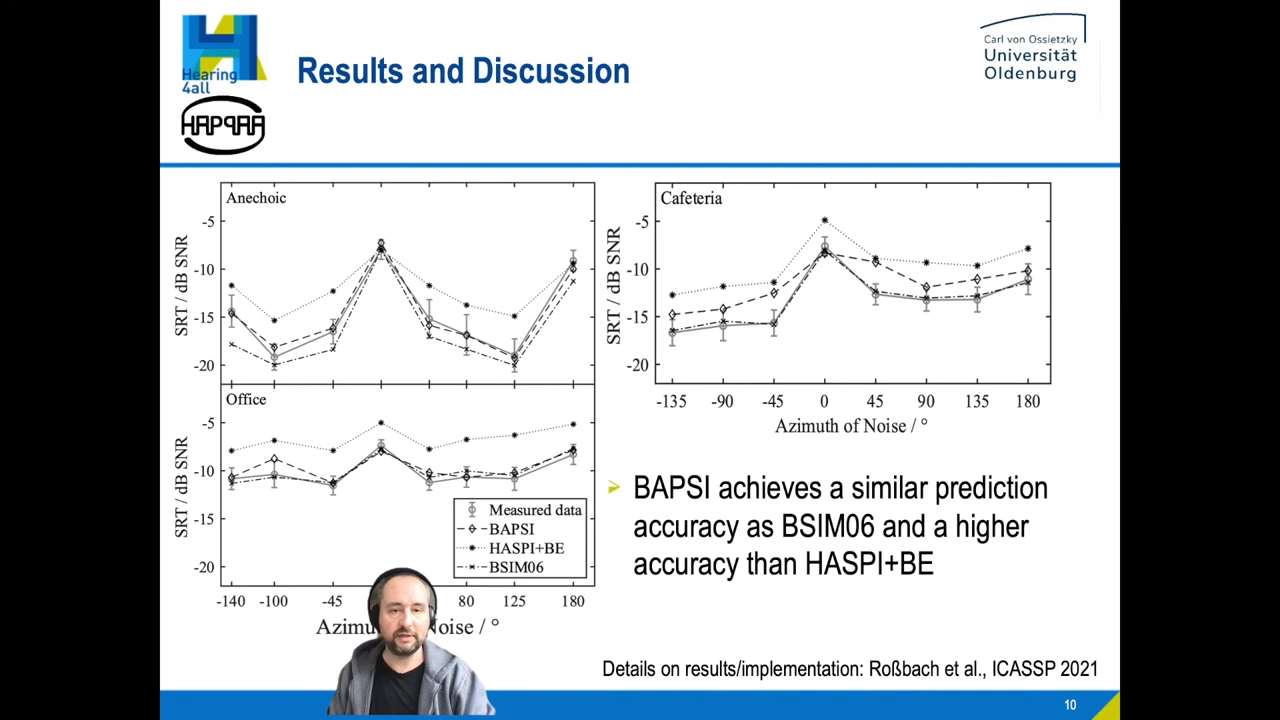 Hearing
4all
HAPPAA
Results and Discussion
Carl von Ossietzky
Universität
Oldenburg
Anechoic
-5
-10
-15
-20
SRT / dB SNR
Office
-5
-10
-15
-20
SRT / dB SNR
Measured data
BAPSI
HASPI+BE
BSIM06
-140 -100 -45 80 125 180
Azimu Noise / °
Cafeteria
-5
-10
-15
-20
SRT / dB SNR
-135 -90 -45 0 45 90 135 180
Azimuth of Noise / °
BAPSI achieves a similar prediction
accuracy as BSIM06 and a higher
accuracy than HASPI+BE
Details on results/implementation: Roßbach et al., ICASSP 2021
10